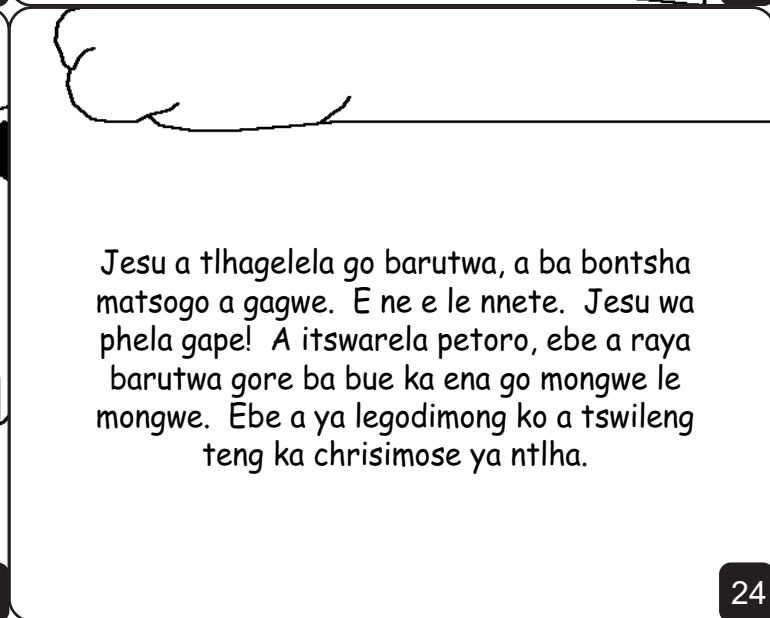 Jesu a tlhagelela go barutwa, a ba bontsha
matsogo a gagwe.  E ne e le nnete.  Jesu wa
phela gape!  A itswarela petoro, ebe a raya
barutwa gore ba bue ka ena go mongwe le
mongwe.  Ebe a ya legodimong ko a tswileng
teng ka chrisimose ya ntlha.
24